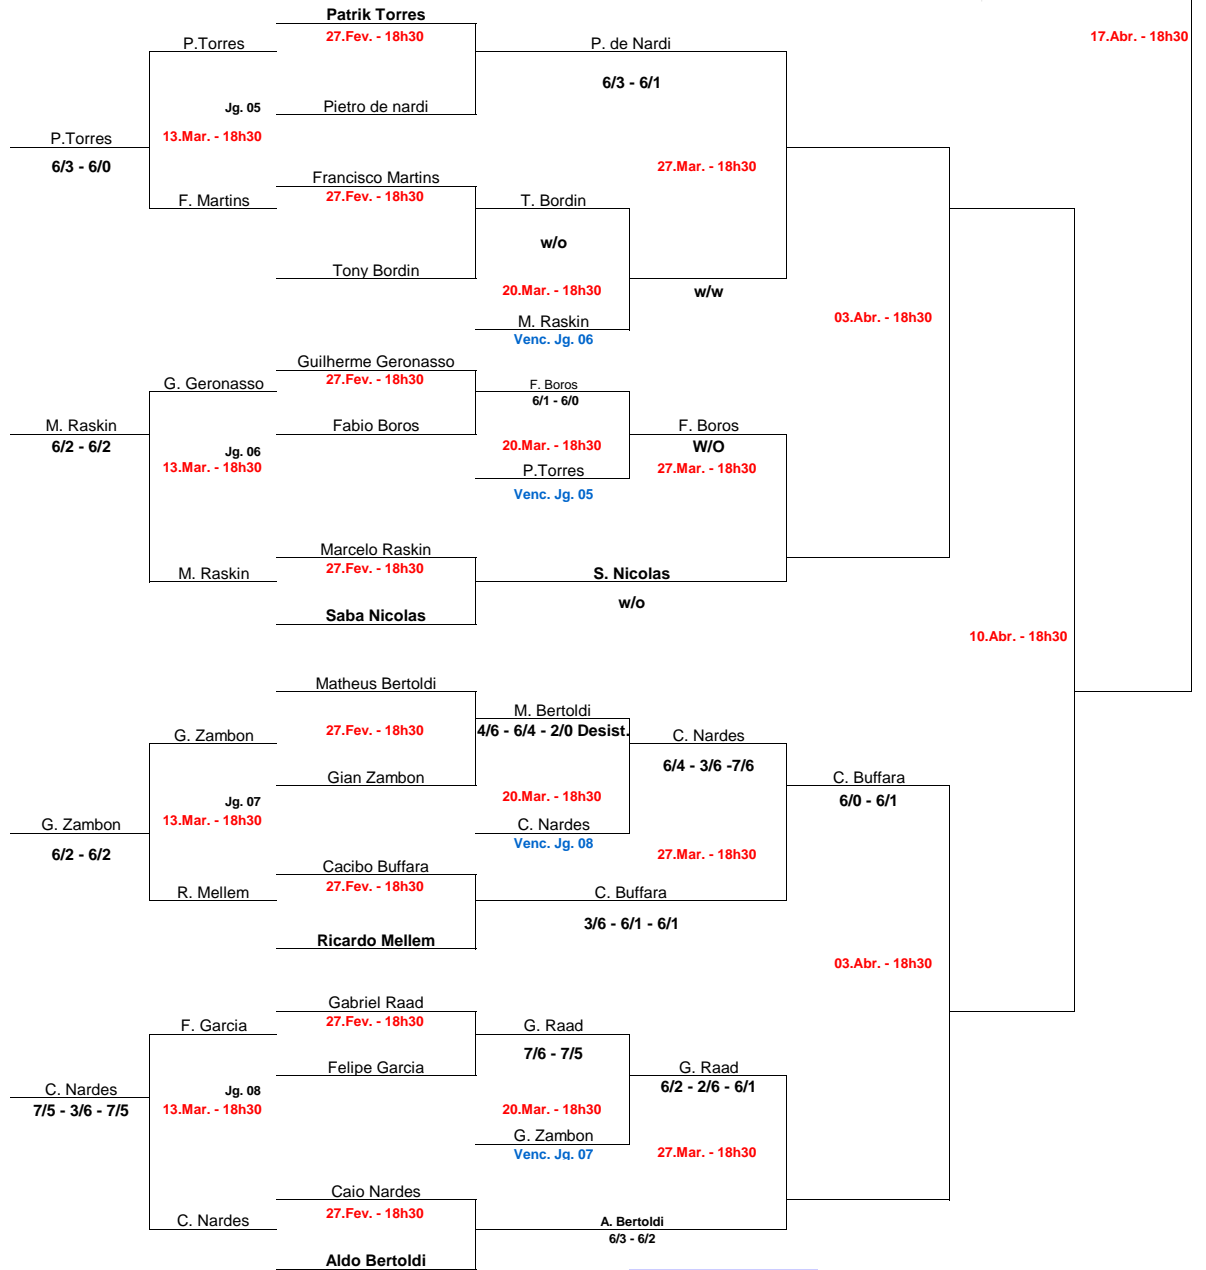 Patrik Torres
27.Fev. - 18h30
17.Abr. - 18h30
P.Torres
P. de Nardi
6/3 - 6/1
Jg. 05
Pietro de nardi
P.Torres
13.Mar. - 18h30
6/3 - 6/0
27.Mar. - 18h30
Francisco Martins
27.Fev. - 18h30
F. Martins
T. Bordin
w/o
Tony Bordin
20.Mar. - 18h30
w/w
03.Abr. - 18h30
M. Raskin
Venc. Jg. 06
Guilherme Geronasso
27.Fev. - 18h30
G. Geronasso
F. Boros
6/1 - 6/0
M. Raskin
Fabio Boros
F. Boros
6/2 - 6/2
Jg. 06
20.Mar. - 18h30
W/O
13.Mar. - 18h30
P.Torres
27.Mar. - 18h30
Venc. Jg. 05
Marcelo Raskin
27.Fev. - 18h30
M. Raskin
S. Nicolas
w/o
Saba Nicolas
10.Abr. - 18h30
Matheus Bertoldi
M. Bertoldi
27.Fev. - 18h30
4/6 - 6/4 - 2/0 Desist.
G. Zambon
C. Nardes
6/4 - 3/6 -7/6
Gian Zambon
C. Buffara
Jg. 07
20.Mar. - 18h30
6/0 - 6/1
13.Mar. - 18h30
G. Zambon
C. Nardes
Venc. Jg. 08
6/2 - 6/2
27.Mar. - 18h30
Cacibo Buffara
27.Fev. - 18h30
R. Mellem
C. Buffara
3/6 - 6/1 - 6/1
Ricardo Mellem
03.Abr. - 18h30
Gabriel Raad
27.Fev. - 18h30
F. Garcia
G. Raad
7/6 - 7/5
Felipe Garcia
G. Raad
C. Nardes
Jg. 08
6/2 - 2/6 - 6/1
7/5 - 3/6 - 7/5
13.Mar. - 18h30
20.Mar. - 18h30
G. Zambon
Venc. Jg. 07
27.Mar. - 18h30
Caio Nardes
27.Fev. - 18h30
C. Nardes
A. Bertoldi
6/3 - 6/2
Aldo Bertoldi